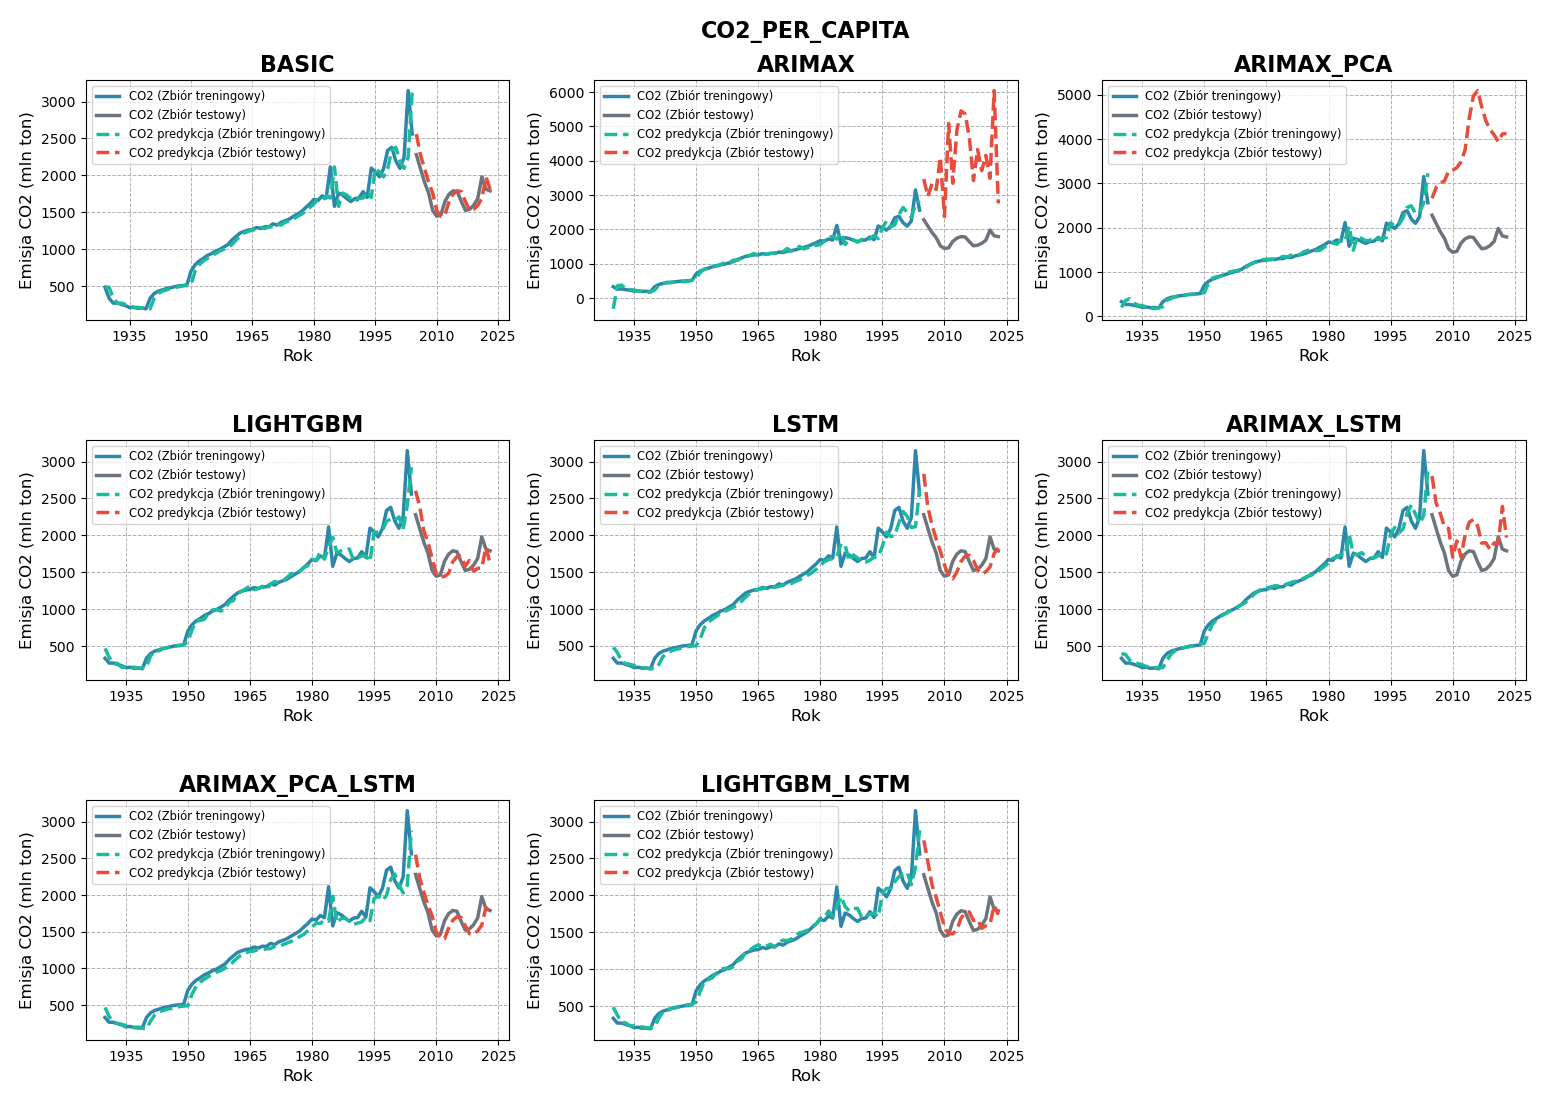 CO2_PER_CAPITA
BASIC
Emisja CO2 (mln ton)
3000
2500
2000
1500
1000
500
CO2 (Zbiór treningowy)
CO2 (Zbiór testowy)
CO2 predykcja (Zbiór treningowy)
CO2 predykcja (Zbiór testowy)
1935 1950 1965 1980 1995 2010 2025
Rok
ARIMAX
Emisja CO2 (mln ton)
6000
5000
4000
3000
2000
1000
0
CO2 (Zbiór treningowy)
CO2 (Zbiór testowy)
CO2 predykcja (Zbiór treningowy)
CO2 predykcja (Zbiór testowy)
1935 1950 1965 1980 1995 2010 2025
Rok
ARIMAX_PCA
Emisja CO2 (mln ton)
5000
4000
3000
2000
1000
0
CO2 (Zbiór treningowy)
CO2 (Zbiór testowy)
CO2 predykcja (Zbiór treningowy)
CO2 predykcja (Zbiór testowy)
1935 1950 1965 1980 1995 2010 2025
Rok
LIGHTGBM
Emisja CO2 (mln ton)
3000
2500
2000
1500
1000
500
CO2 (Zbiór treningowy)
CO2 (Zbiór testowy)
CO2 predykcja (Zbiór treningowy)
CO2 predykcja (Zbiór testowy)
1935 1950 1965 1980 1995 2010 2025
Rok
LSTM
Emisja CO2 (mln ton)
3000
2500
2000
1500
1000
500
CO2 (Zbiór treningowy)
CO2 (Zbiór testowy)
CO2 predykcja (Zbiór treningowy)
CO2 predykcja (Zbiór testowy)
1935 1950 1965 1980 1995 2010 2025
Rok
ARIMAX_LSTM
Emisja CO2 (mln ton)
3000
2500
2000
1500
1000
500
CO2 (Zbiór treningowy)
CO2 (Zbiór testowy)
CO2 predykcja (Zbiór treningowy)
CO2 predykcja (Zbiór testowy)
1935 1950 1965 1980 1995 2010 2025
Rok
ARIMAX_PCA_LSTM
Emisja CO2 (mln ton)
3000
2500
2000
1500
1000
500
CO2 (Zbiór treningowy)
CO2 (Zbiór testowy)
CO2 predykcja (Zbiór treningowy)
CO2 predykcja (Zbiór testowy)
1935 1950 1965 1980 1995 2010 2025
Rok
LIGHTGBM_LSTM
Emisja CO2 (mln ton)
3000
2500
2000
1500
1000
500
CO2 (Zbiór treningowy)
CO2 (Zbiór testowy)
CO2 predykcja (Zbiór treningowy)
CO2 predykcja (Zbiór testowy)
1935 1950 1965 1980 1995 2010 2025
Rok